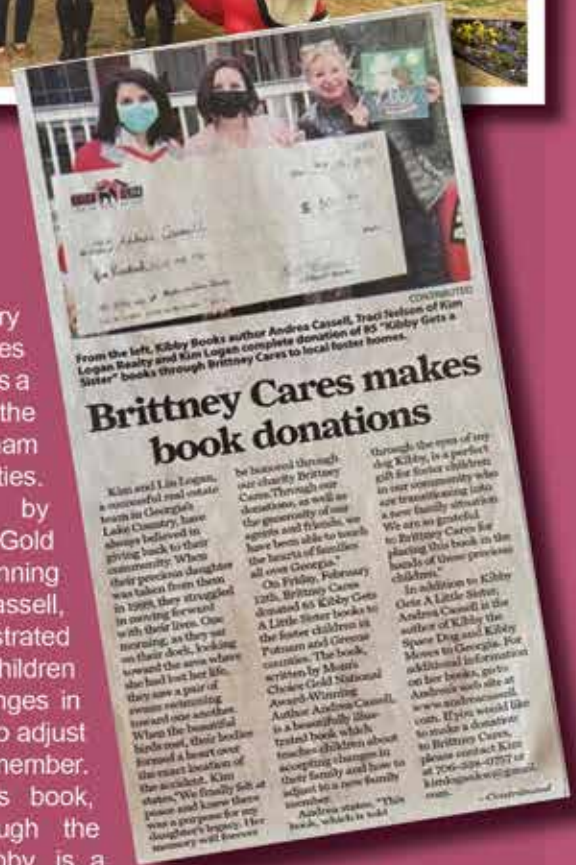 ry
es
s a
the
am
ties.
by
Gold
nning
assell,
strated
hildren
nges in
o adjust
member.
s book,
ugh the
bby is a
$
CONTRIBUTED
From the left, Kibby Books author Andrea Cassell, Traci Nelson of Kim
Logan Realty and Kim Logan complete donation of 85 "Kibby Gets a
Sister" books through Brittney Cares to local foster homes.
Brittney Cares makes
book donations
Kim and Lin Logan,
a successful real estate
team in Georgia's
Lake Country, have
always believed in
giving back to their
community. When
their precious daughter
was taken from them
in 1999, they struggled
in moving forward
with their lives. One
morning, as they sat
on their dock, looking
toward the area where
she had lost her life,
they saw a pair of
swans swimming
toward one another.
When the beautiful
birds met, their bodies
formed a heart over
the exact location of
the accident. Kim
states, "We finally felt at
peace and knew there
was a purpose for my
daughter's legacy. Her
memory will forever
be honored through
our charity Brittney
Cares. Through our
donations, as well as
the generosity of our
agents and friends, we
have been able to touch
the hearts of families
all over Georgia."
On Friday, February
12th, Brittney Cares
donated 85 Kibby Gets
A Little Sister books to
the foster children in
Putnam and Greene
counties. The book,
written by Mom's
Choice Gold National
Award-Winning
Author Andrea Cassell,
is a beautifully illus-
trated book which
teaches children about
accepting changes in
their family and how to
adjust to a new family
member.
Andrea states, "This
book, which is told
through the eyes of my
dog Kibby, is a perfect
gift for foster children
in our community who
are transitioning into
a new family situation.
We are so grateful
to Brittney Cares for
placing this book in the
hands of these precious
children."
In addition to Kibby
Gets A Little Sister,
Andrea Cassell is the
author of Kibby the
Space Dog and Kibby
Moves to Georgia. For
additional information
on her books, go to
Andrea's web site at
www.andreacassell.
com. If you would like
to make a donation
to Brittney Cares,
please contact Kim
at
—Contributed